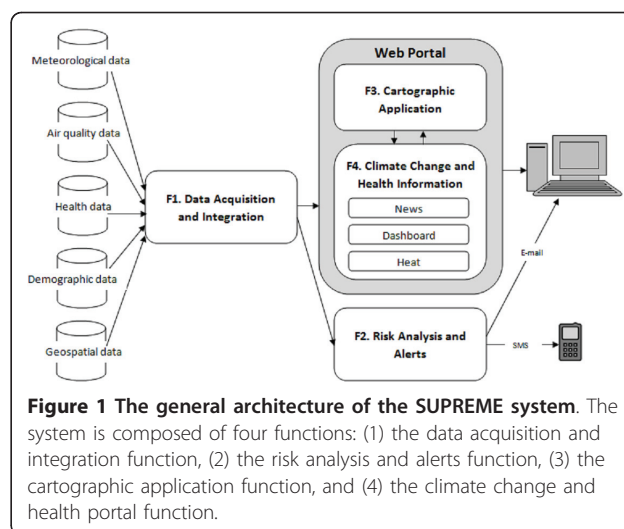 Meteorological data
Air quality data
Health data
Demographic data
Geospatial data
F1. Data Acquisition
and Integration
Web Portal
F3. Cartographic
Application
F4. Climate Change and
Health Information
News
Dashboard
Heat
F2. Risk Analysis and
Alerts
E-mail
SMS
Figure 1 The general architecture of the SUPREME system. The
system is composed of four functions: (1) the data acquisition and
integration function, (2) the risk analysis and alerts function, (3) the
cartographic application function, and (4) the climate change and
health portal function.